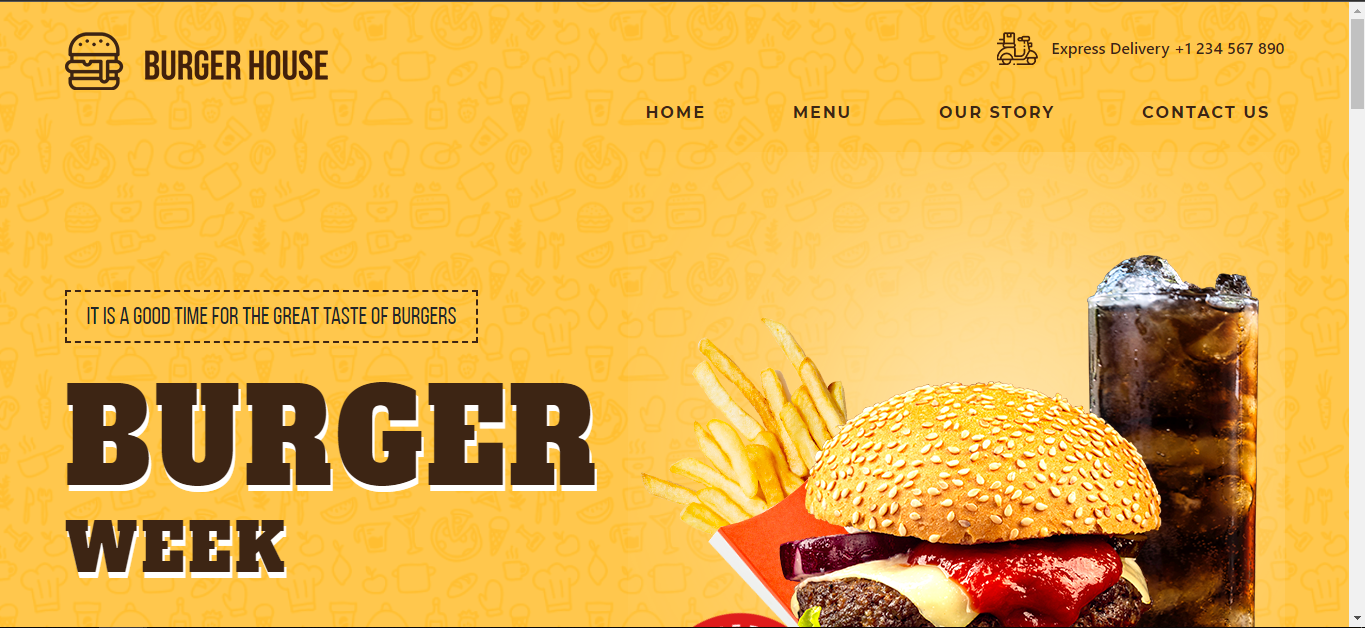 BURGER HOUSE
Express Delivery +1 234 567 890
HOME MENU OUR STORY CONTACT US
IT IS A GOOD TIME FOR THE GREAT TASTE OF BURGERS
BURGER
WEEK